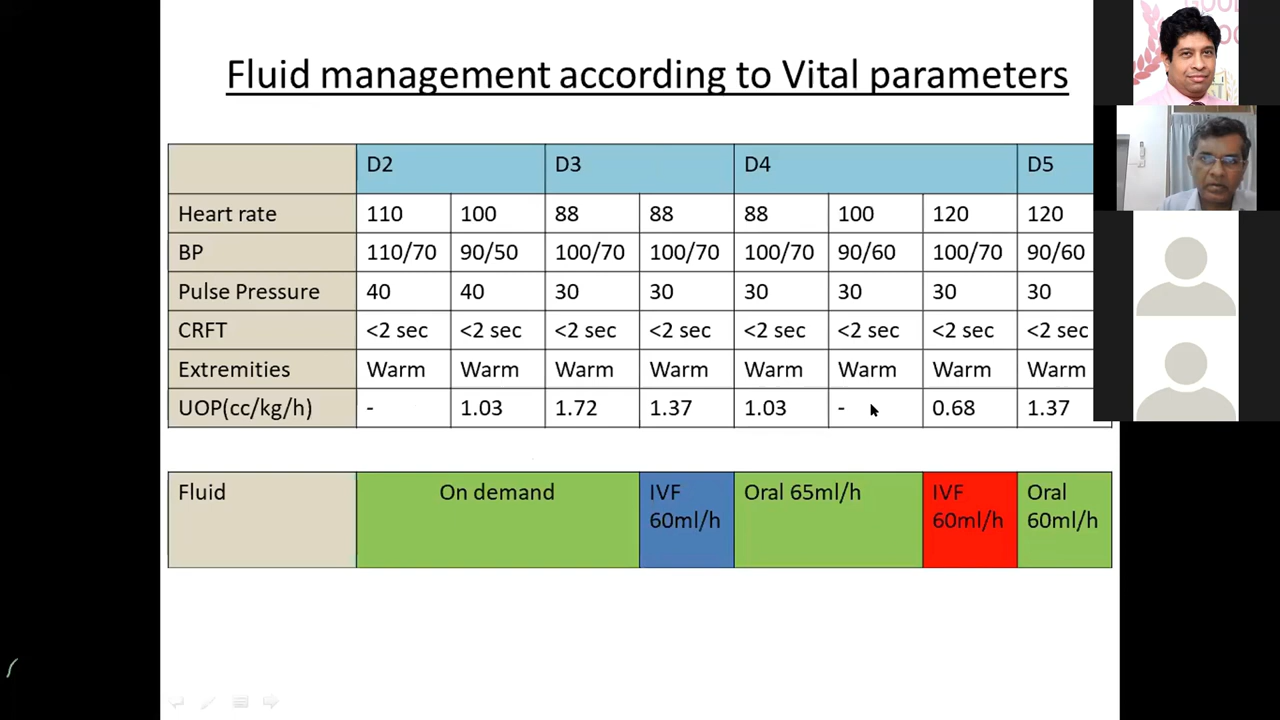 Fluid management according to Vital parameters
D2 D3 D4 D5
Heart rate 110 100 88 88 88 100 120 120
BP 110/70 90/50 100/70 100/70 100/70 90/60 100/70 90/60
Pulse Pressure 40 40 30 30 30 30 30 30
CRFT <2 sec <2 sec <2 sec <2 sec <2 sec <2 sec <2 sec <2 sec
Extremities Warm Warm Warm Warm Warm Warm Warm Warm
UOP(cc/kg/h) - 1.03 1.72 1.37 1.03 - 0.68 1.37
Fluid On demand IVF Oral 65ml/h IVF Oral
60ml/h 60ml/h 60ml/h